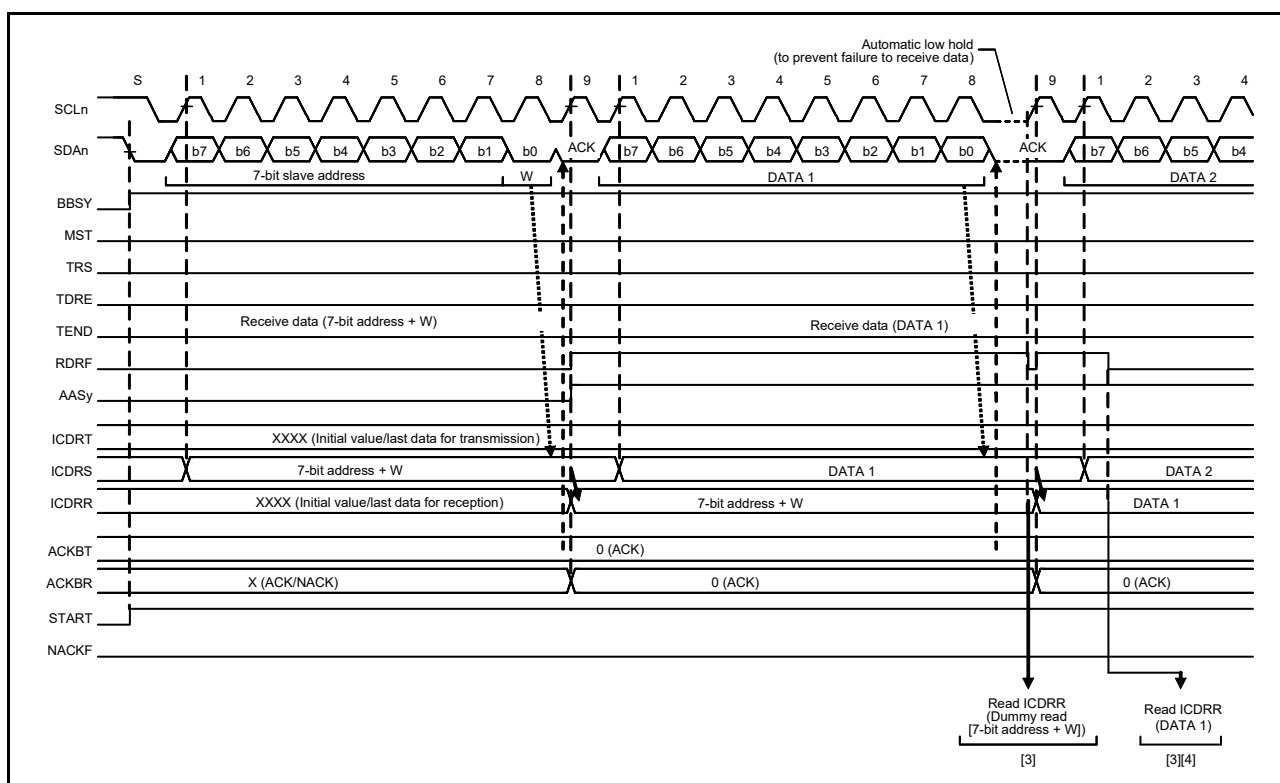 Automatic low hold
(to prevent failure to receive data)
S 1 2 3 4 5 6 7 8 9 1 2 3 4 5 6 7 8 9 1 2 3 4
SCLn
SDAn b7 b6 b5 b4 b3 b2 b1 b0 ACK b7 b6 b5 b4 b3 b2 b1 b0 ACK b7 b6 b5 b4
7-bit slave address W DATA 1 DATA 2
BBSY
MST
TRS
TDRE
Receive data (7-bit address + W) Receive data (DATA 1)
TEND
RDRF
AASy
ICDRT XXXX (Initial value/last data for transmission)
ICDRS 7-bit address + W DATA 1 DATA 2
ICDRR XXXX (Initial value/last data for reception) 7-bit address + W DATA 1
ACKBT 0 (ACK)
ACKBR X (ACK/NACK) 0 (ACK) 0 (ACK)
START
NACKF
Read ICDRR
(Dummy read
[7-bit address + W])
[3]
Read ICDRR
(DATA 1)
[3][4]